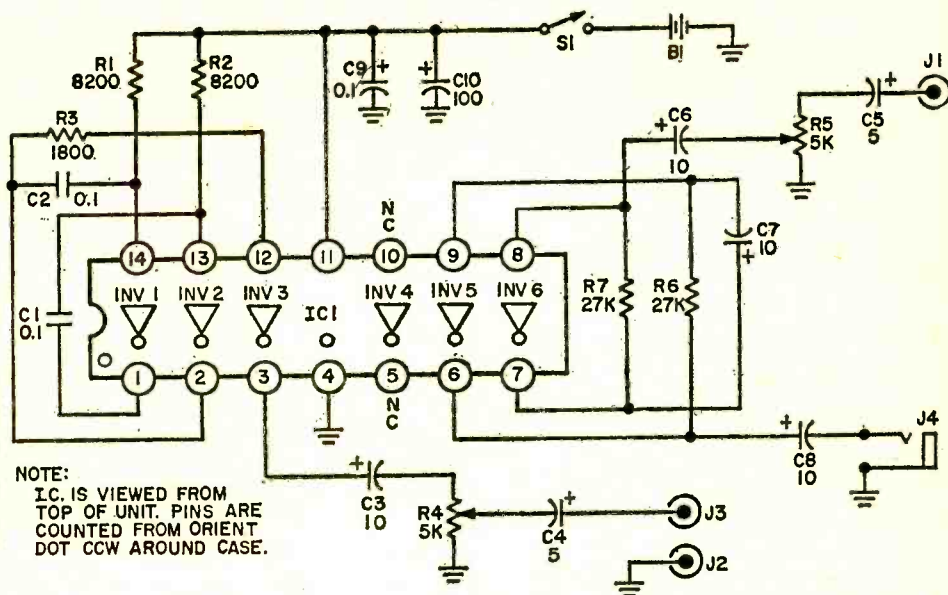 S1
B1
J1
R1
8200
R2
8200
C9
0.1
+
+
C10
100
+
C5
5
R3
1800
+
C6
10
R5
5K
C2
0.1
N
C
C7
10
+
14
13
12
11
10
9
8
INV 1
INV 2
INV 3
IC1
INV 4
INV 5
INV 6
R7
27K
R6
27K
C1
0.1
1
2
3
4
5
6
7
N
C
+
C8
10
J4
NOTE:
I.C. IS VIEWED FROM
TOP OF UNIT. PINS ARE
COUNTED FROM ORIENT
DOT CCW AROUND CASE.
+
C3
10
R4
5K
+
C4
5
J3
J2